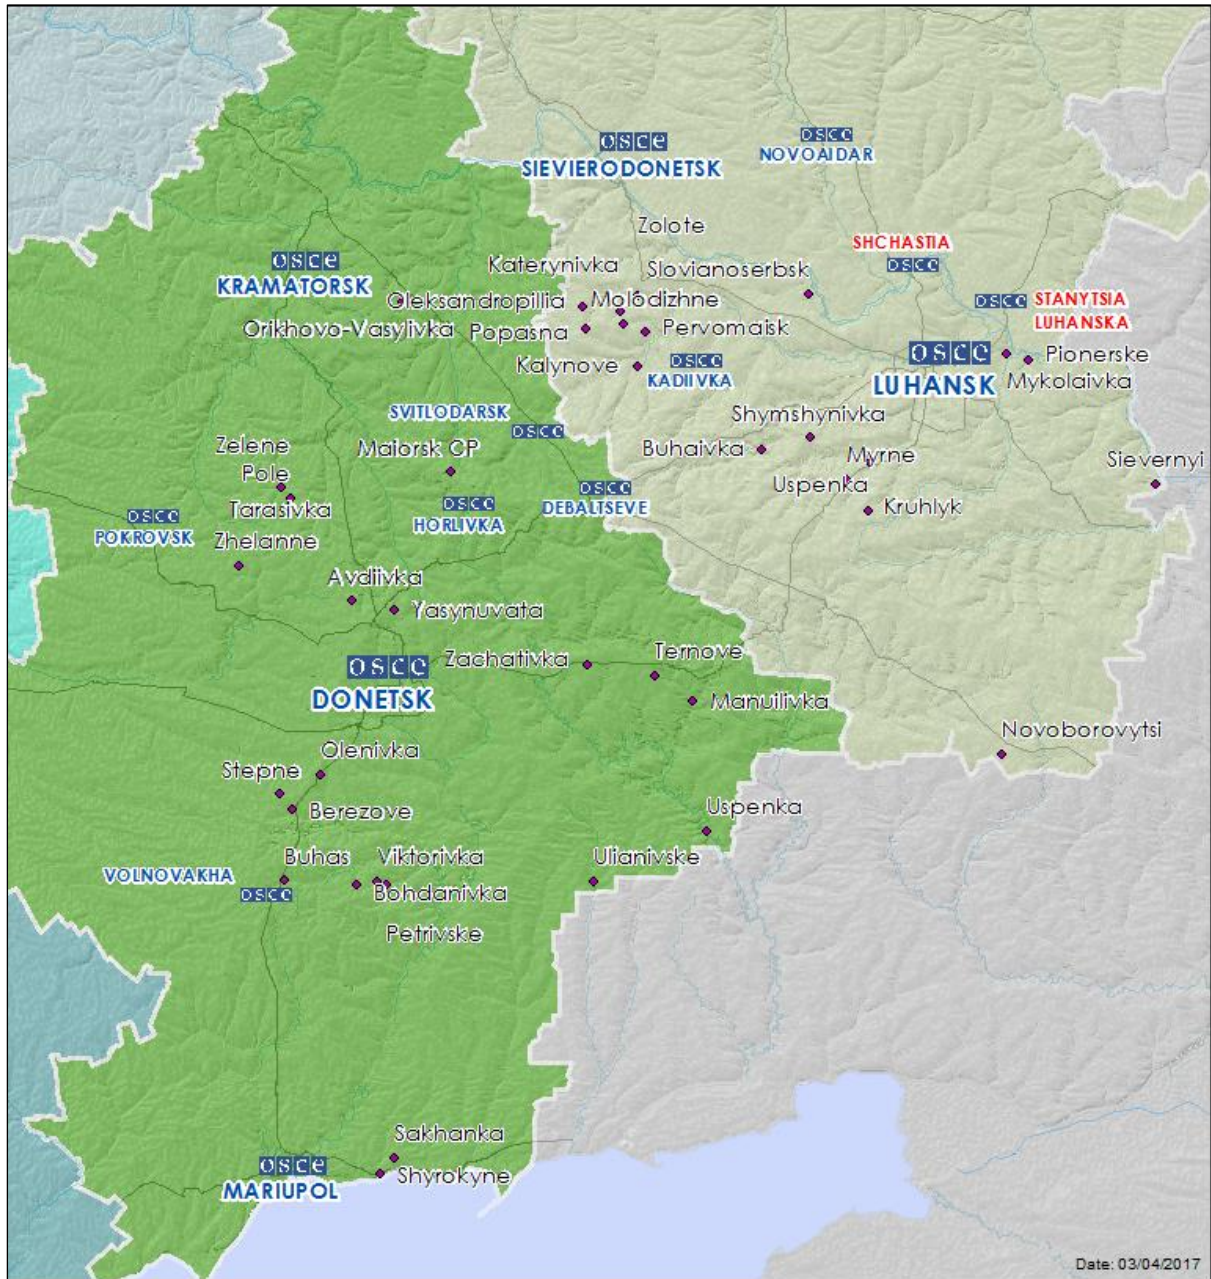 osce
SIEVIERODONETSK
osce
NOVOAIDAR
Zolote
SHCHASTIA
osce
osce
KRAMATORSK
Katerynivka
Slovianoserbsk
Oleksandropillia
Molodizhne
osce
STANYTSIA
LUHANSKA
Orikhovo-Vasylivka
Popasna
Pervomaisk
osce
LUHANSK
Pionerske
Mykolaivka
Kalynove
osce
KADIIVKA
SVITLODARSK
osce
Shymshynivka
Zelene
Pole
Maiorsk CP
Buhaivka
Myrne
Sievernyi
Tarasivka
osce
HORLIVKA
osce
DEBALTSEVE
Uspenka
Kruhlyk
osce
POKROVSK
Zhelanne
Avdiivka
Yasynuvata
osce
DONETSK
Zachativka
Ternove
Manuilivka
Novoborovytsi
Olenivka
Stepne
Berezove
Uspenka
VOLNOVAKHA
osce
Buhas
Viktorivka
Ulianivske
Bohdanivka
Petrivske
Sakhanka
osce
MARIUPOL
Shyrokyne
Date: 03/04/2017